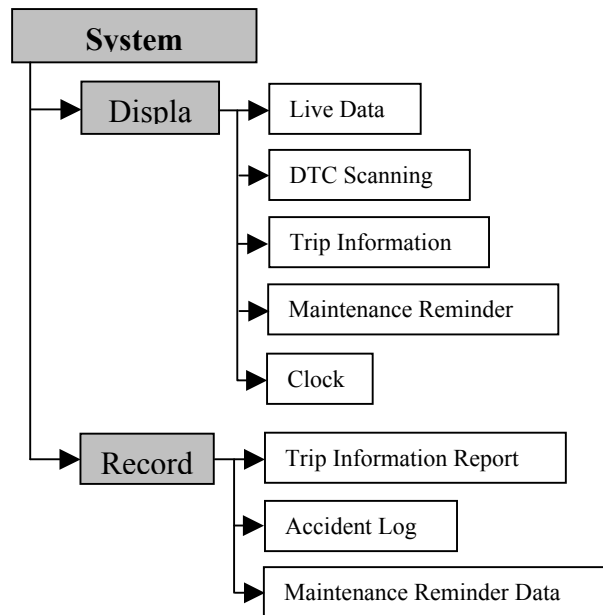 System
Displa
Live Data
DTC Scanning
Trip Information
Maintenance Reminder
Clock
Record
Trip Information Report
Accident Log
Maintenance Reminder Data